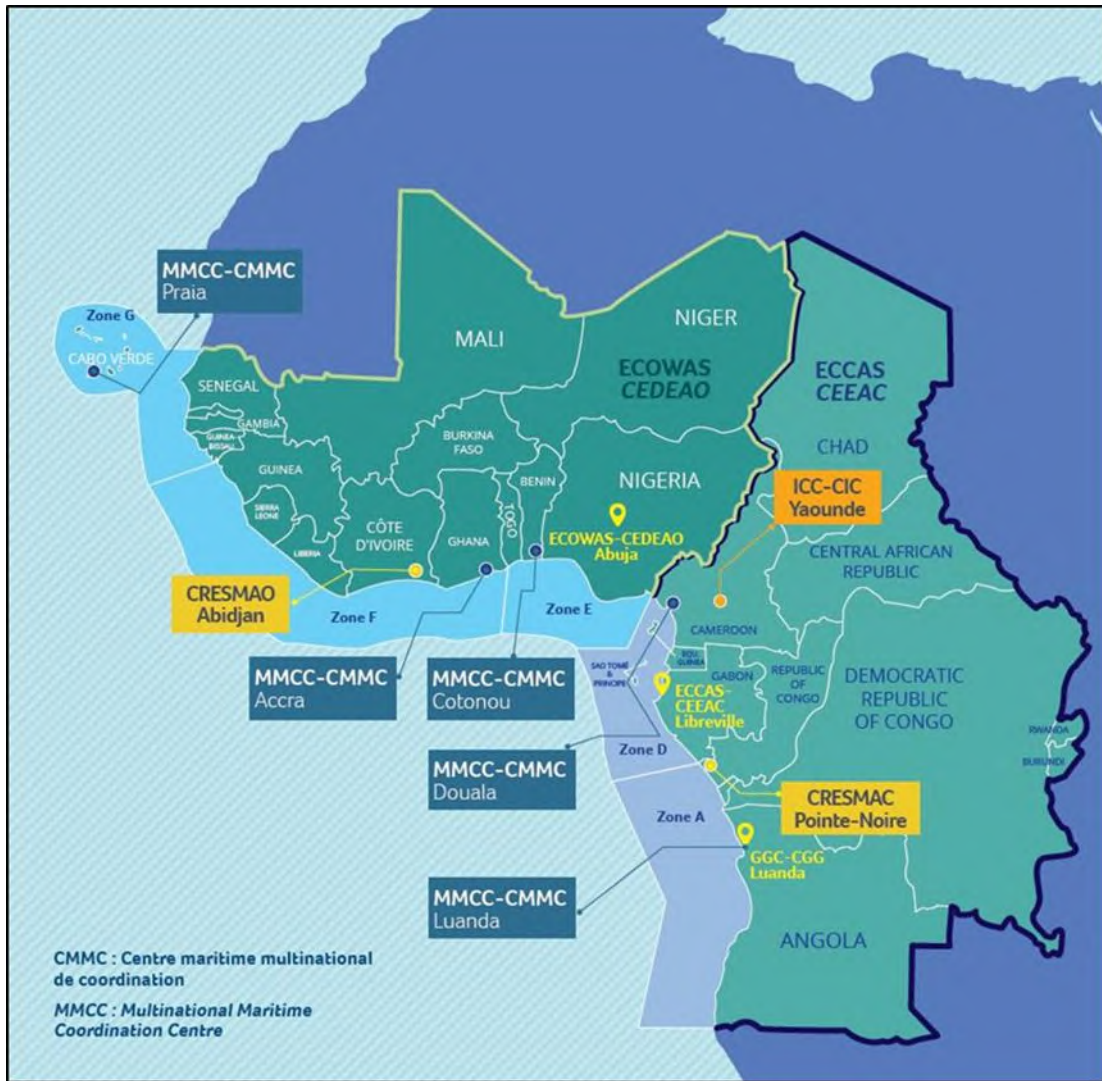 MMCC-CMMC
Praia
Zone G
CABO VERDE
MALI
NIGER
ECOWAS
CEDEAO
ECCAS
CEEAC
CHAD
SENEGAL
GAMBIA
GUINEA-
BISSAU
GUINEA
SIERRA
LEONE
LIBERIA
CÔTE
D'IVOIRE
BURKINA
FASO
GHANA
TOGO
BENIN
NIGERIA
ECOWAS-CEDEAO
Abuja
ICC-CIC
Yaounde
CENTRAL AFRICAN
REPUBLIC
CRESMAO
Abidjan
Zone F
Zone E
CAMEROON
MMCC-CMMC
Accra
MMCC-CMMC
Cotonou
SAO TOMÉ
&
PRINCIPE
EQU.
GUINEA
GABON
REPUBLIC
OF CONGO
DEMOCRATIC
REPUBLIC
OF CONGO
ECCAS-
CEEAC
Libreville
RWANDA
BURUNDI
Zone D
MMCC-CMMC
Douala
CRESMAC
Pointe-Noire
Zone A
GGC-CGG
Luanda
MMCC-CMMC
Luanda
ANGOLA
CMMC : Centre maritime multinational
de coordination
MMCC : Multinational Maritime
Coordination Centre